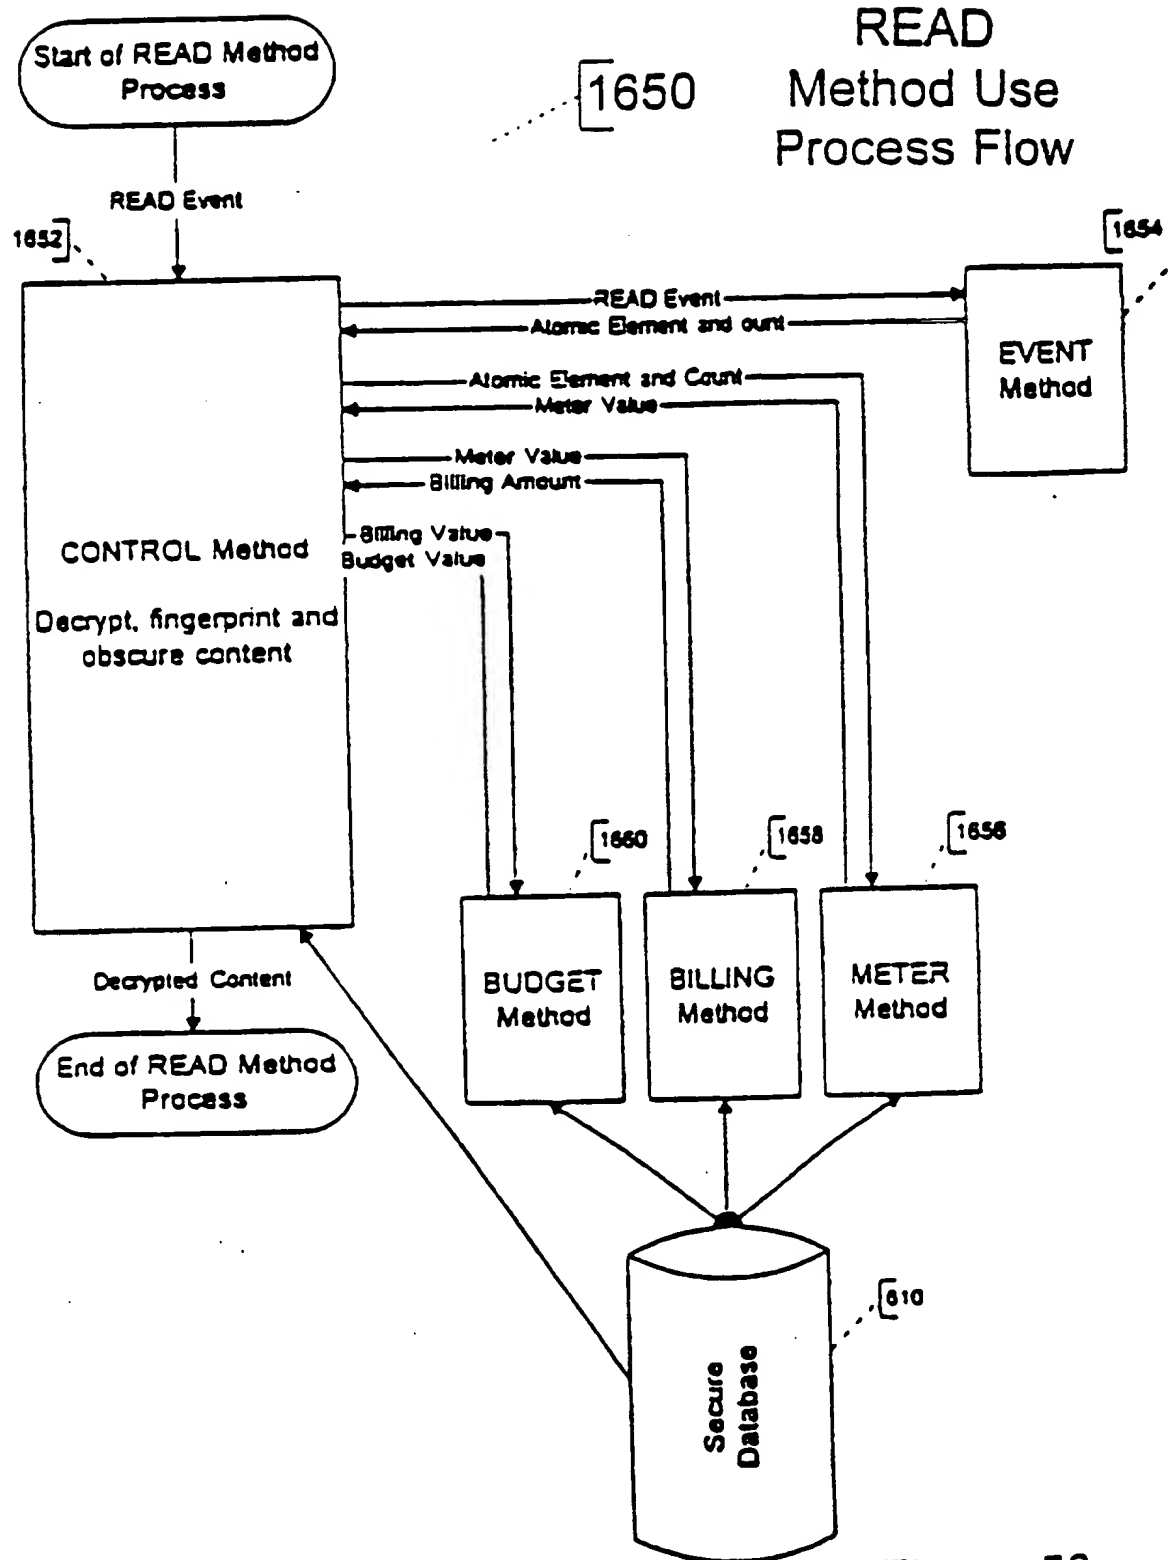 READ
Method Use
Process Flow
1650
Start of READ Method
Process
READ Event
1652
1654
READ Event
Atomic Element and ount
EVENT
Method
Atomic Element and Count
Meter Value
Meter Value
Billing Amount
Billing Value
Budget Value
CONTROL Method
Decrypt, fingerprint and
obscure content
1660
1658
1656
BUDGET
Method
BILLING
Method
METER
Method
Decrypted Content
End of READ Method
Process
610
Secure
Database